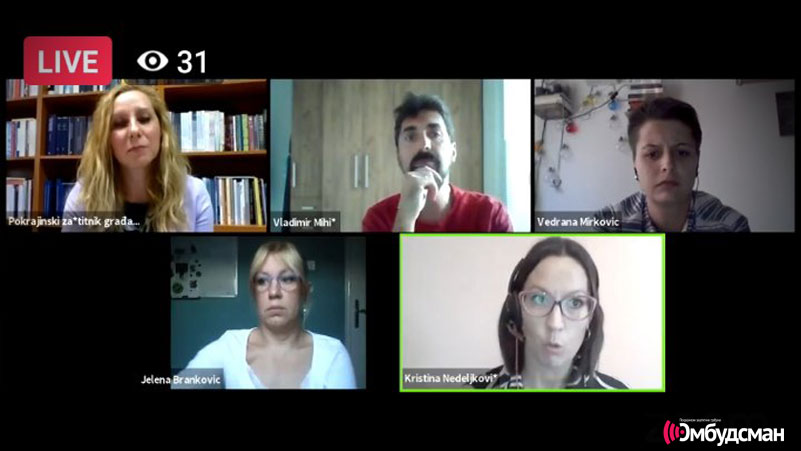 LIVE 31
Pokrajinski za*titnik građa...
Vladimir Mihi*
Vedrana Mirkovic
Jelena Brankovic
Kristina Nedeljkovi*
Омбудсман